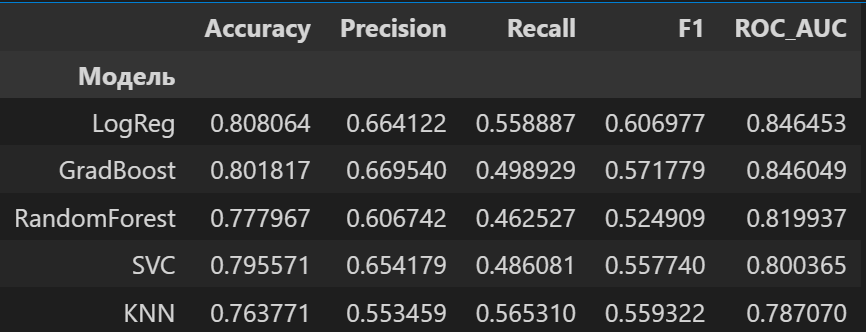 Accuracy Precision Recall F1 ROC_AUC
Модель
LogReg 0.808064 0.664122 0.558887 0.606977 0.846453
GradBoost 0.801817 0.669540 0.498929 0.571779 0.846049
RandomForest 0.777967 0.606742 0.462527 0.524909 0.819937
SVC 0.795571 0.654179 0.486081 0.557740 0.800365
KNN 0.763771 0.553459 0.565310 0.559322 0.787070